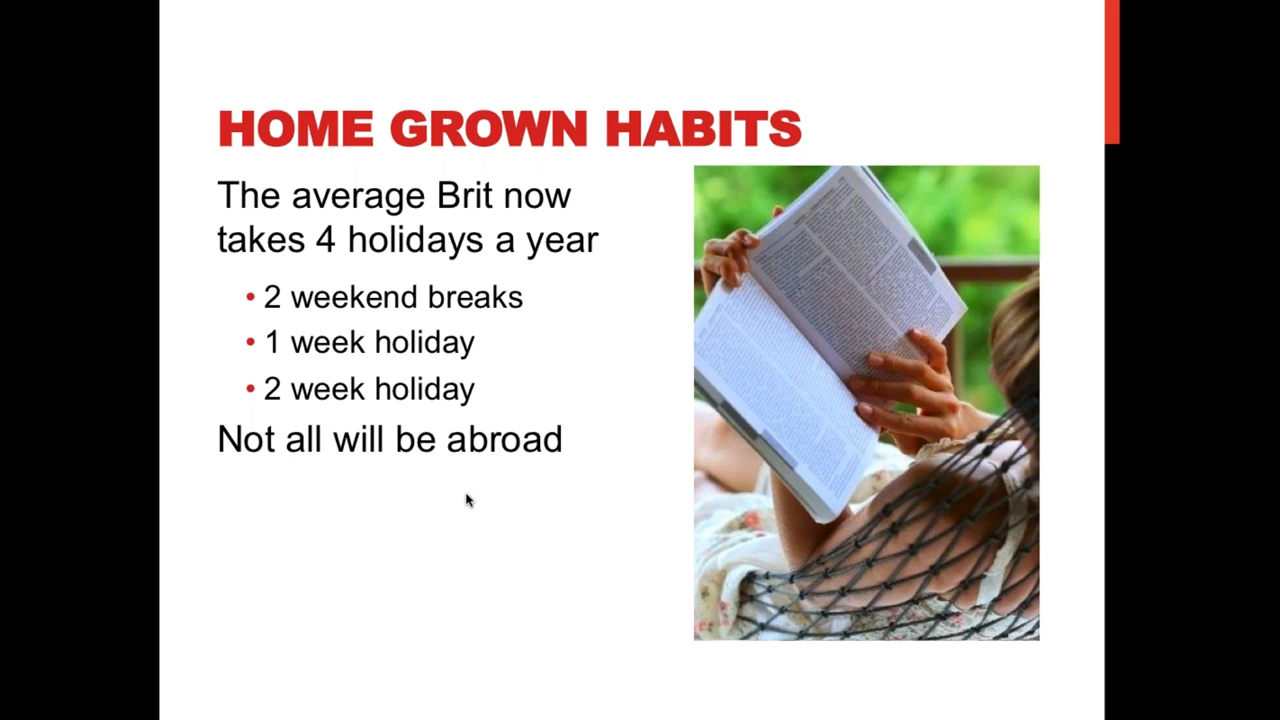 HOME GROWN HABITS
The average Brit now
takes 4 holidays a year
• 2 weekend breaks
• 1 week holiday
• 2 week holiday
Not all will be abroad